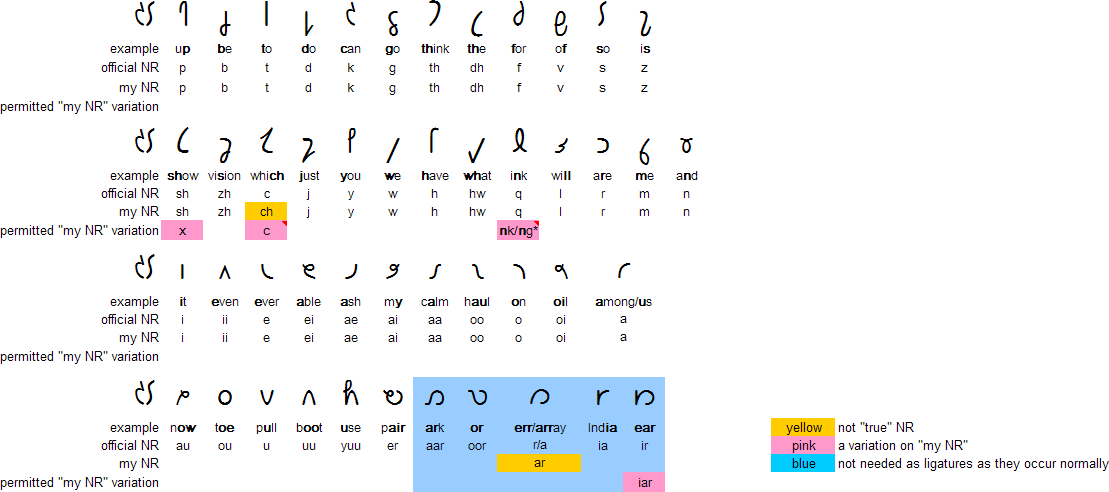 example up be to do can go think the for of so is
official NR p b t d k g th dh f v s z
my NR p b t d k g th dh f v s z
permitted "my NR" variation
example show vision which just you we have what ink will are me and
official NR sh zh c j y w h hw q l r m n
my NR sh zh ch j y w h hw q l r m n
permitted "my NR" variation x c nk/ng*
example it even ever able ash my calm haul on oil among/us
official NR i ii e ei ae ai aa oo o oi a
my NR i ii e ei ae ai aa oo o oi a
permitted "my NR" variation
example now toe pull boot use pair ark or err/array India ear
official NR au ou u uu yuu er aar oor r/a ia ir
my NR ar
permitted "my NR" variation iar
yellow not "true" NR
pink a variation on "my NR"
blue not needed as ligatures as they occur normally